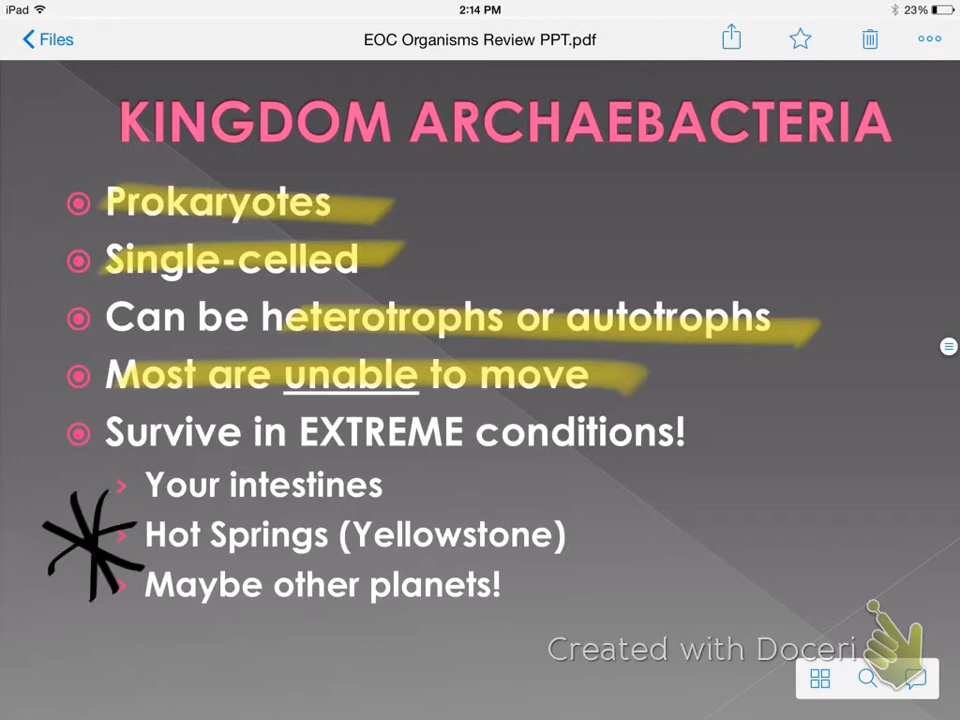 iPad 2:14 PM 23%
Files EOC Organisms Review PPT.pdf
KINGDOM ARCHAEBACTERIA
Prokaryotes
Single-celled
Can be heterotrophs or autotrophs
Most are unable to move
Survive in EXTREME conditions!
Your intestines
Hot Springs (Yellowstone)
Maybe other planets!
Created with Doceri